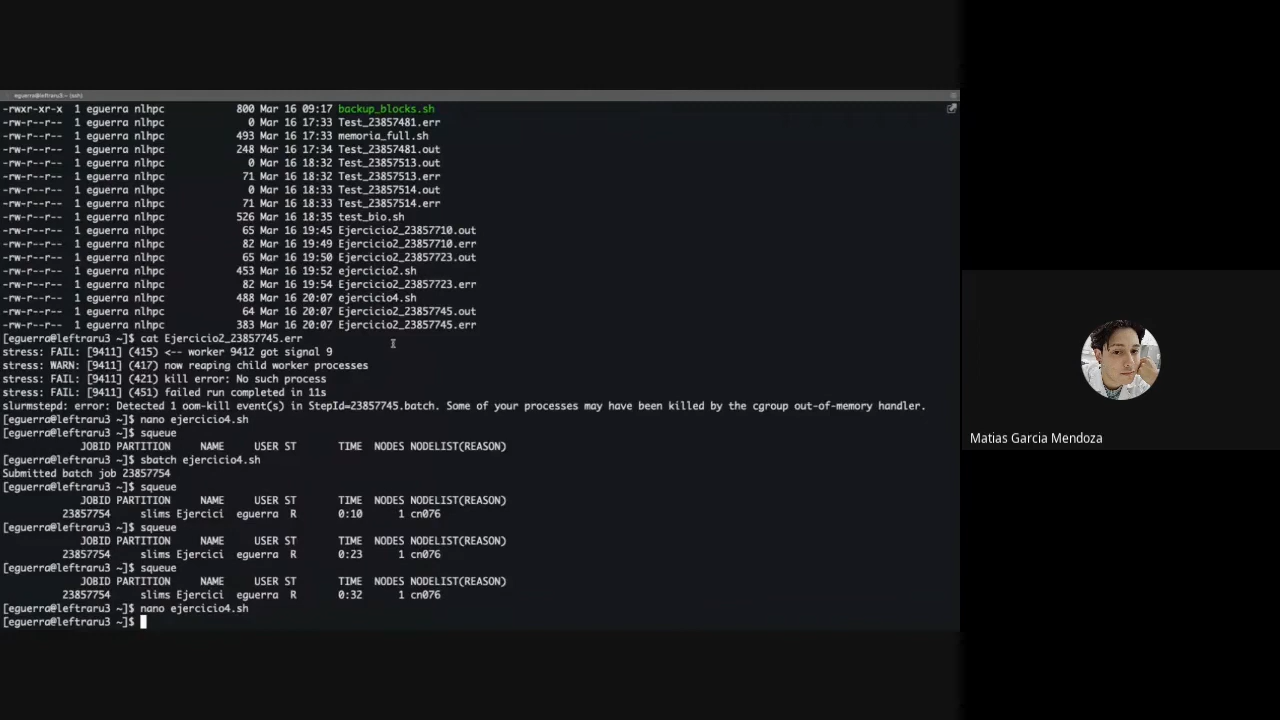 eguerra@leftraru3:~ (ssh)
-rwxr-xr-x 1 eguerra nlhpc 800 Mar 16 09:17 backup_blocks.sh
-rw-r--r-- 1 eguerra nlhpc 0 Mar 16 17:33 Test_23857481.err
-rw-r--r-- 1 eguerra nlhpc 493 Mar 16 17:33 memoria_full.sh
-rw-r--r-- 1 eguerra nlhpc 248 Mar 16 17:34 Test_23857481.out
-rw-r--r-- 1 eguerra nlhpc 0 Mar 16 18:32 Test_23857513.out
-rw-r--r-- 1 eguerra nlhpc 71 Mar 16 18:32 Test_23857513.err
-rw-r--r-- 1 eguerra nlhpc 0 Mar 16 18:33 Test_23857514.out
-rw-r--r-- 1 eguerra nlhpc 71 Mar 16 18:33 Test_23857514.err
-rw-r--r-- 1 eguerra nlhpc 526 Mar 16 18:35 test_bio.sh
-rw-r--r-- 1 eguerra nlhpc 65 Mar 16 19:45 Ejercicio2_23857710.out
-rw-r--r-- 1 eguerra nlhpc 82 Mar 16 19:49 Ejercicio2_23857710.err
-rw-r--r-- 1 eguerra nlhpc 65 Mar 16 19:50 Ejercicio2_23857723.out
-rw-r--r-- 1 eguerra nlhpc 453 Mar 16 19:52 ejercicio2.sh
-rw-r--r-- 1 eguerra nlhpc 82 Mar 16 19:54 Ejercicio2_23857723.err
-rw-r--r-- 1 eguerra nlhpc 488 Mar 16 20:07 ejercicio4.sh
-rw-r--r-- 1 eguerra nlhpc 64 Mar 16 20:07 Ejercicio2_23857745.out
-rw-r--r-- 1 eguerra nlhpc 383 Mar 16 20:07 Ejercicio2_23857745.err
[eguerra@leftraru3 ~]$ cat Ejercicio2_23857745.err
stress: FAIL: [9411] (415) <-- worker 9412 got signal 9
stress: WARN: [9411] (417) now reaping child worker processes
stress: FAIL: [9411] (421) kill error: No such process
stress: FAIL: [9411] (451) failed run completed in 11s
slurmstepd: error: Detected 1 oom-kill event(s) in StepId=23857745.batch. Some of your processes may have been killed by the cgroup out-of-memory handler.
[eguerra@leftraru3 ~]$ nano ejercicio4.sh
[eguerra@leftraru3 ~]$ squeue
JOBID PARTITION NAME USER ST TIME NODES NODELIST(REASON)
[eguerra@leftraru3 ~]$ sbatch ejercicio4.sh
Submitted batch job 23857754
[eguerra@leftraru3 ~]$ squeue
JOBID PARTITION NAME USER ST TIME NODES NODELIST(REASON)
23857754 slims Ejercici eguerra R 0:10 1 cn076
[eguerra@leftraru3 ~]$ squeue
JOBID PARTITION NAME USER ST TIME NODES NODELIST(REASON)
23857754 slims Ejercici eguerra R 0:23 1 cn076
[eguerra@leftraru3 ~]$ squeue
JOBID PARTITION NAME USER ST TIME NODES NODELIST(REASON)
23857754 slims Ejercici eguerra R 0:32 1 cn076
[eguerra@leftraru3 ~]$ nano ejercicio4.sh
[eguerra@leftraru3 ~]$
Matias Garcia Mendoza